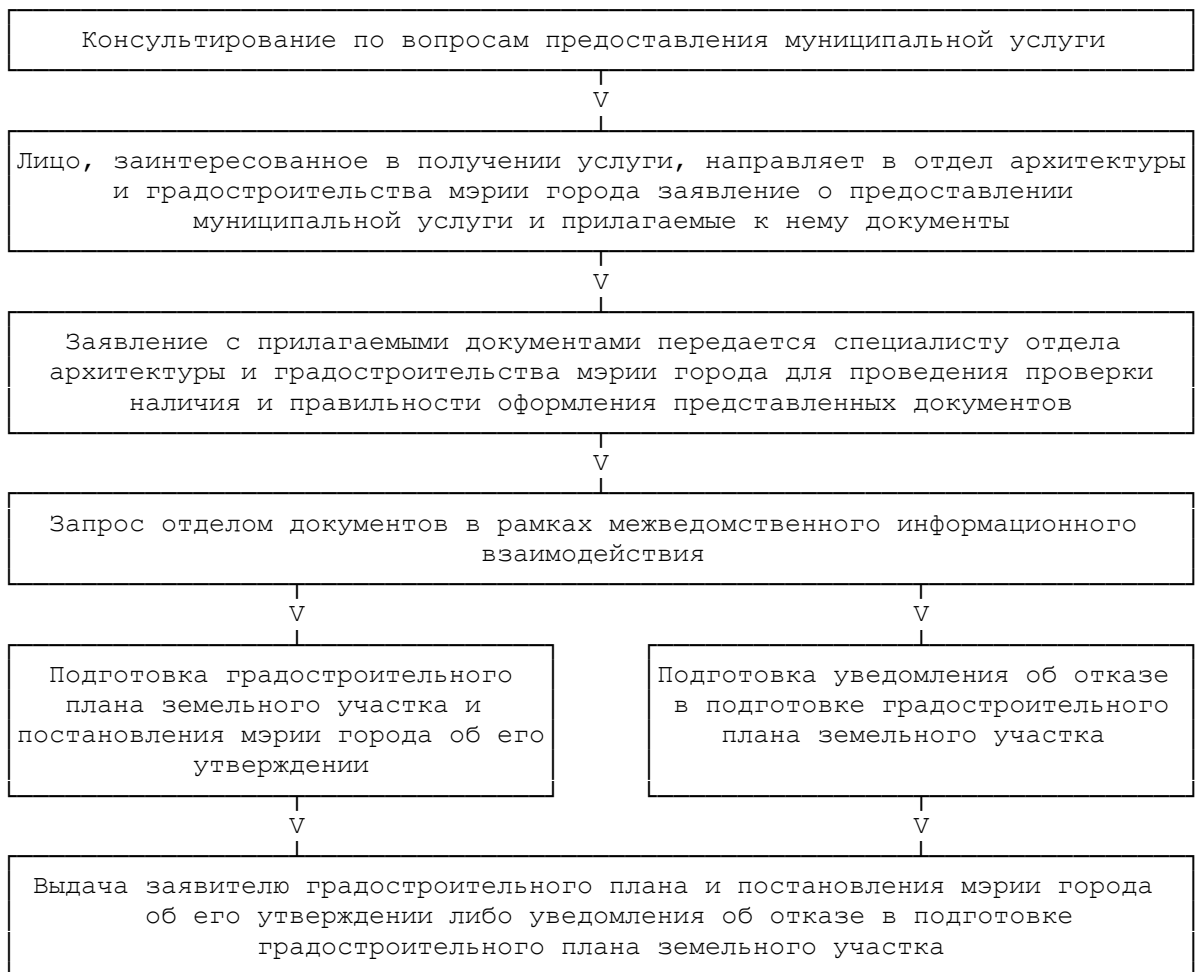 Консультирование по вопросам предоставления муниципальной услуги
V
Лицо, заинтересованное в получении услуги, направляет в отдел архитектуры
и градостроительства мэрии города заявление о предоставлении
муниципальной услуги и прилагаемые к нему документы
V
Заявление с прилагаемыми документами передается специалисту отдела
архитектуры и градостроительства мэрии города для проведения проверки
наличия и правильности оформления представленных документов
V
Запрос отделом документов в рамках межведомственного информационного
взаимодействия
V
V
Подготовка градостроительного
плана земельного участка и
постановления мэрии города об его
утверждении
Подготовка уведомления об отказе
в подготовке градостроительного
плана земельного участка
V
V
Выдача заявителю градостроительного плана и постановления мэрии города
об его утверждении либо уведомления об отказе в подготовке
градостроительного плана земельного участка